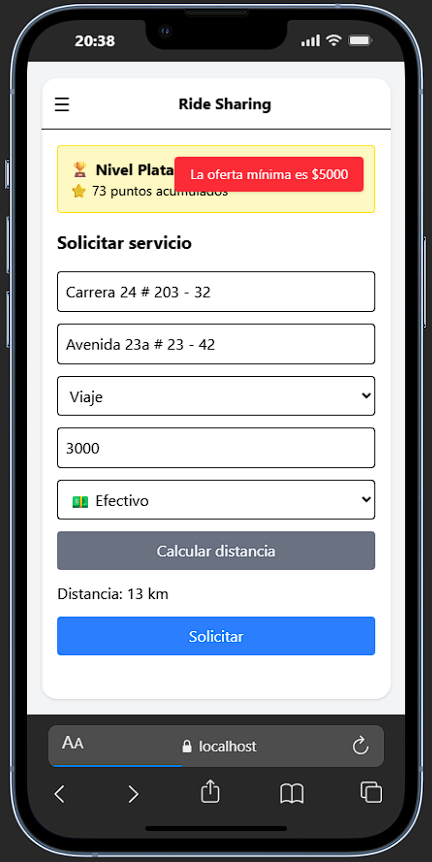 20:38
☰ Ride Sharing
🏆 Nivel Plata
La oferta mínima es $5000
⭐ 73 puntos acumulados
Solicitar servicio
Carrera 24 # 203 - 32
Avenida 23a # 23 - 42
Viaje
3000
💵 Efectivo
Calcular distancia
Distancia: 13 km
Solicitar
AA
localhost